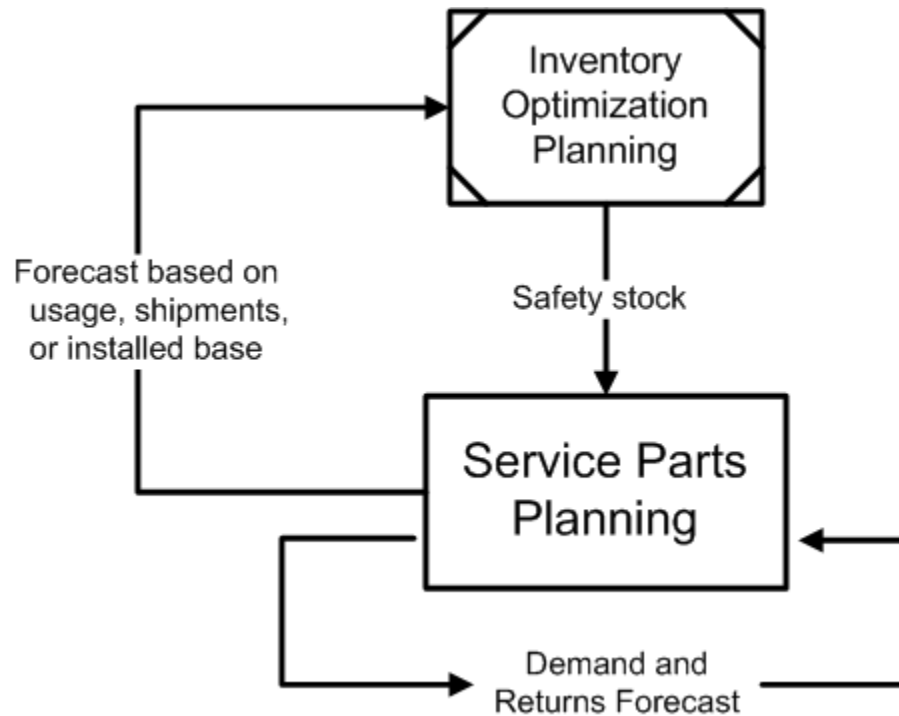 Inventory
Optimization
Planning
Forecast based on
usage, shipments,
or installed base
Safety stock
Service Parts
Planning
Demand and
Returns Forecast